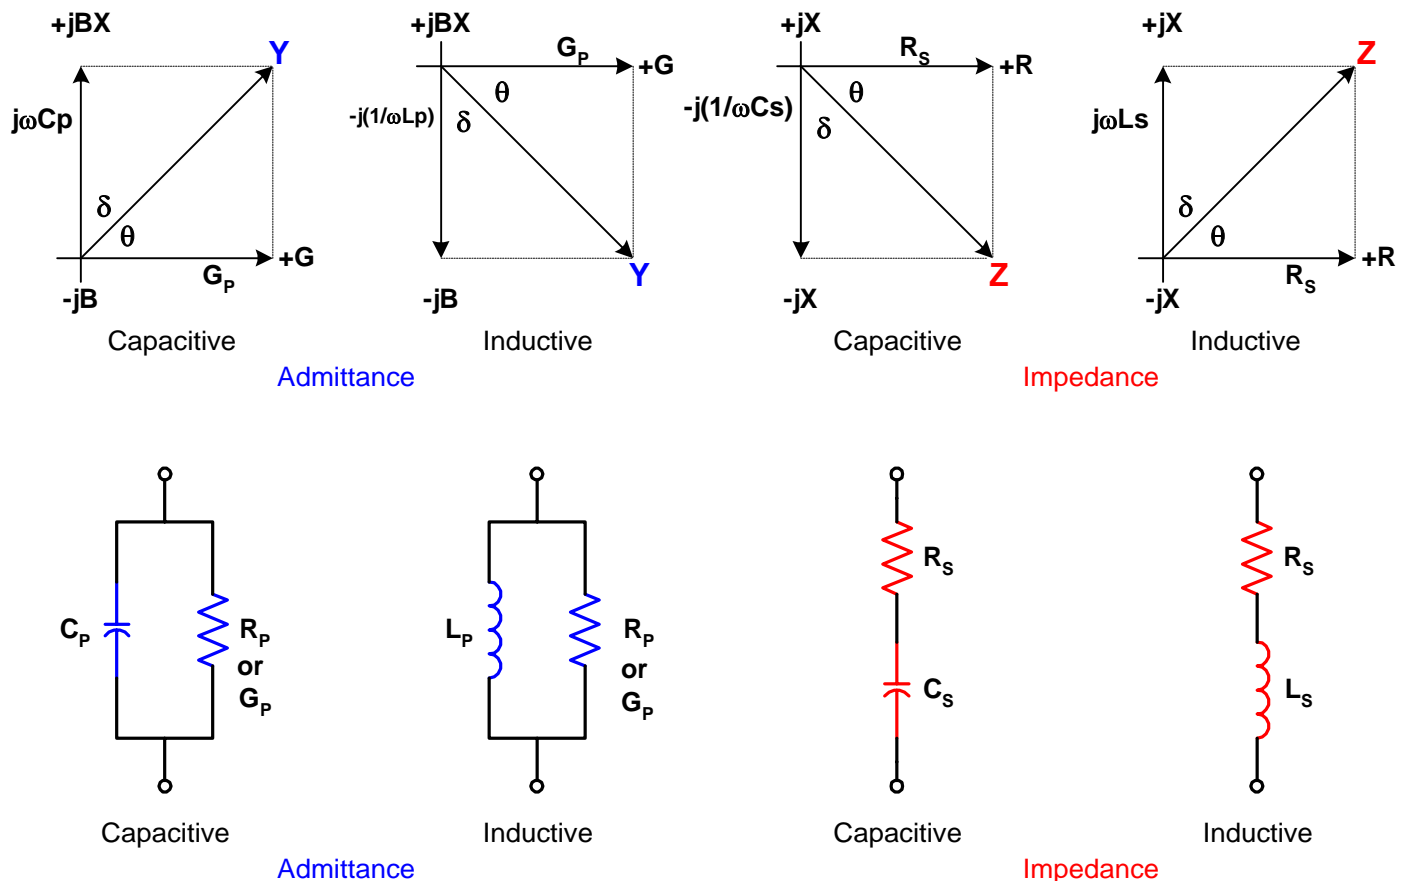 +jBX +jBX +jX +jX
Y G_P R_S Z
+G +R
jωCp -j(1/ωLp) θ -j(1/ωCs) θ jωLs
δ δ
δ δ
θ θ
+G +R
G_P Y Z R_S
-jB -jB -jX -jX
Capacitive Inductive Capacitive Inductive
Admittance Impedance
R_S R_S
C_P R_P L_P R_P
or or
G_P G_P C_S L_S
Capacitive Inductive Capacitive Inductive
Admittance Impedance